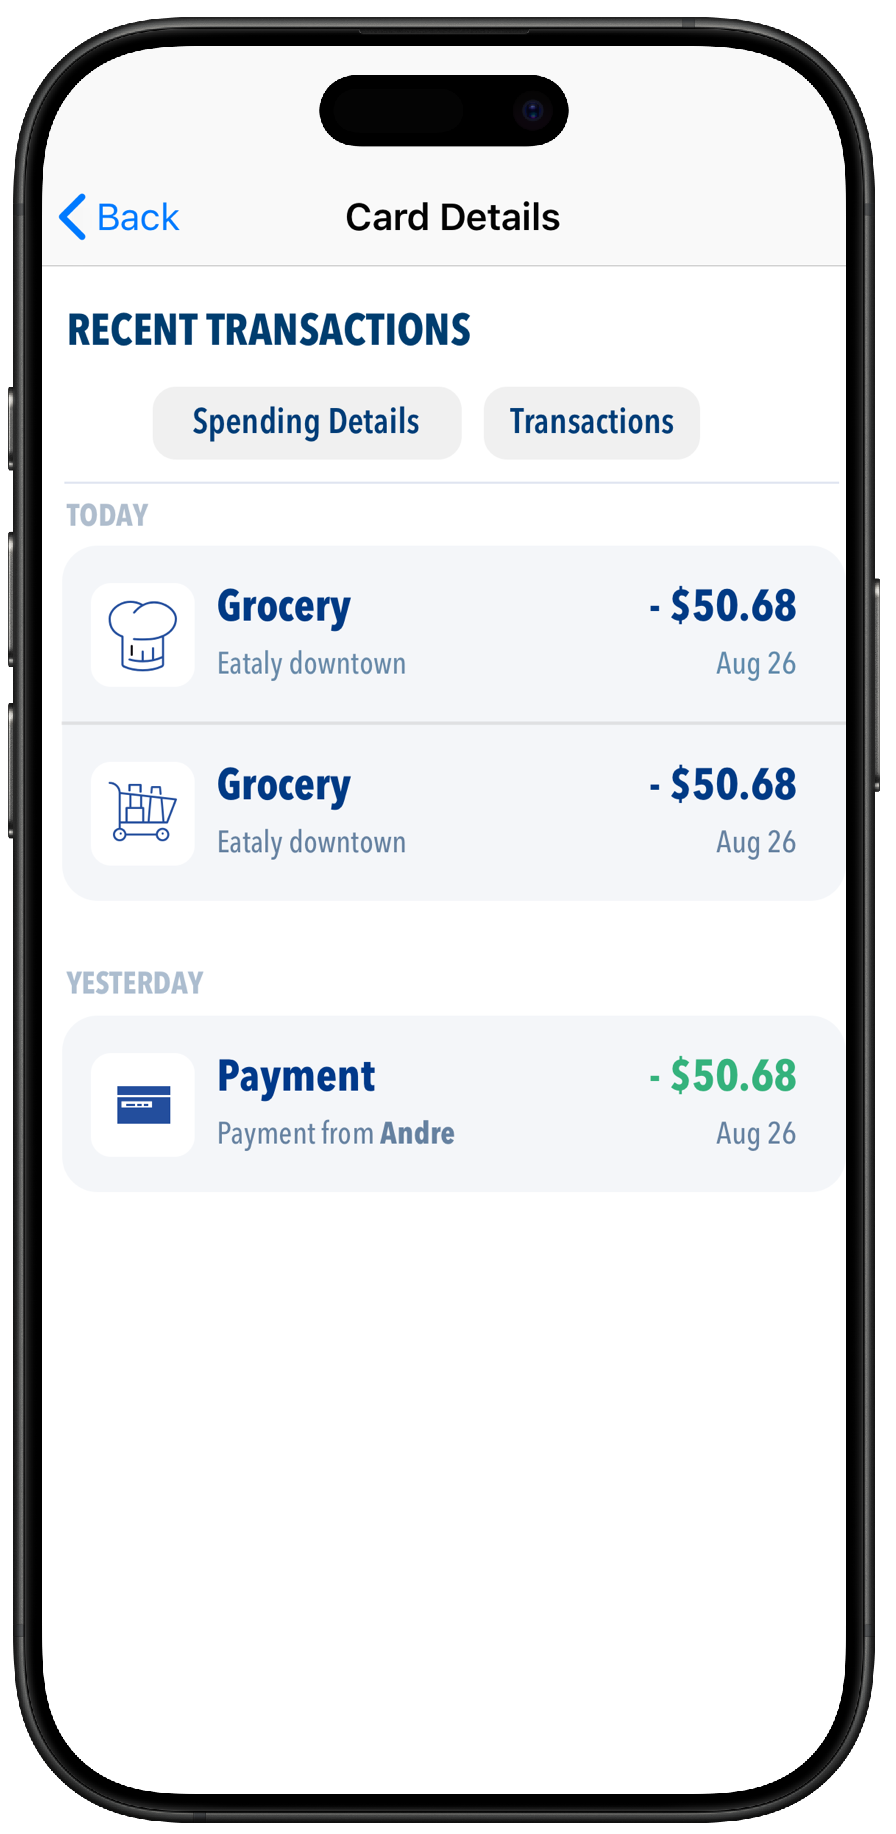 Back
Card Details
RECENT TRANSACTIONS
Spending Details
Transactions
TODAY
Grocery
- $50.68
Eataly downtown
Aug 26
Grocery
- $50.68
Eataly downtown
Aug 26
YESTERDAY
Payment
- $50.68
Payment from Andre
Aug 26